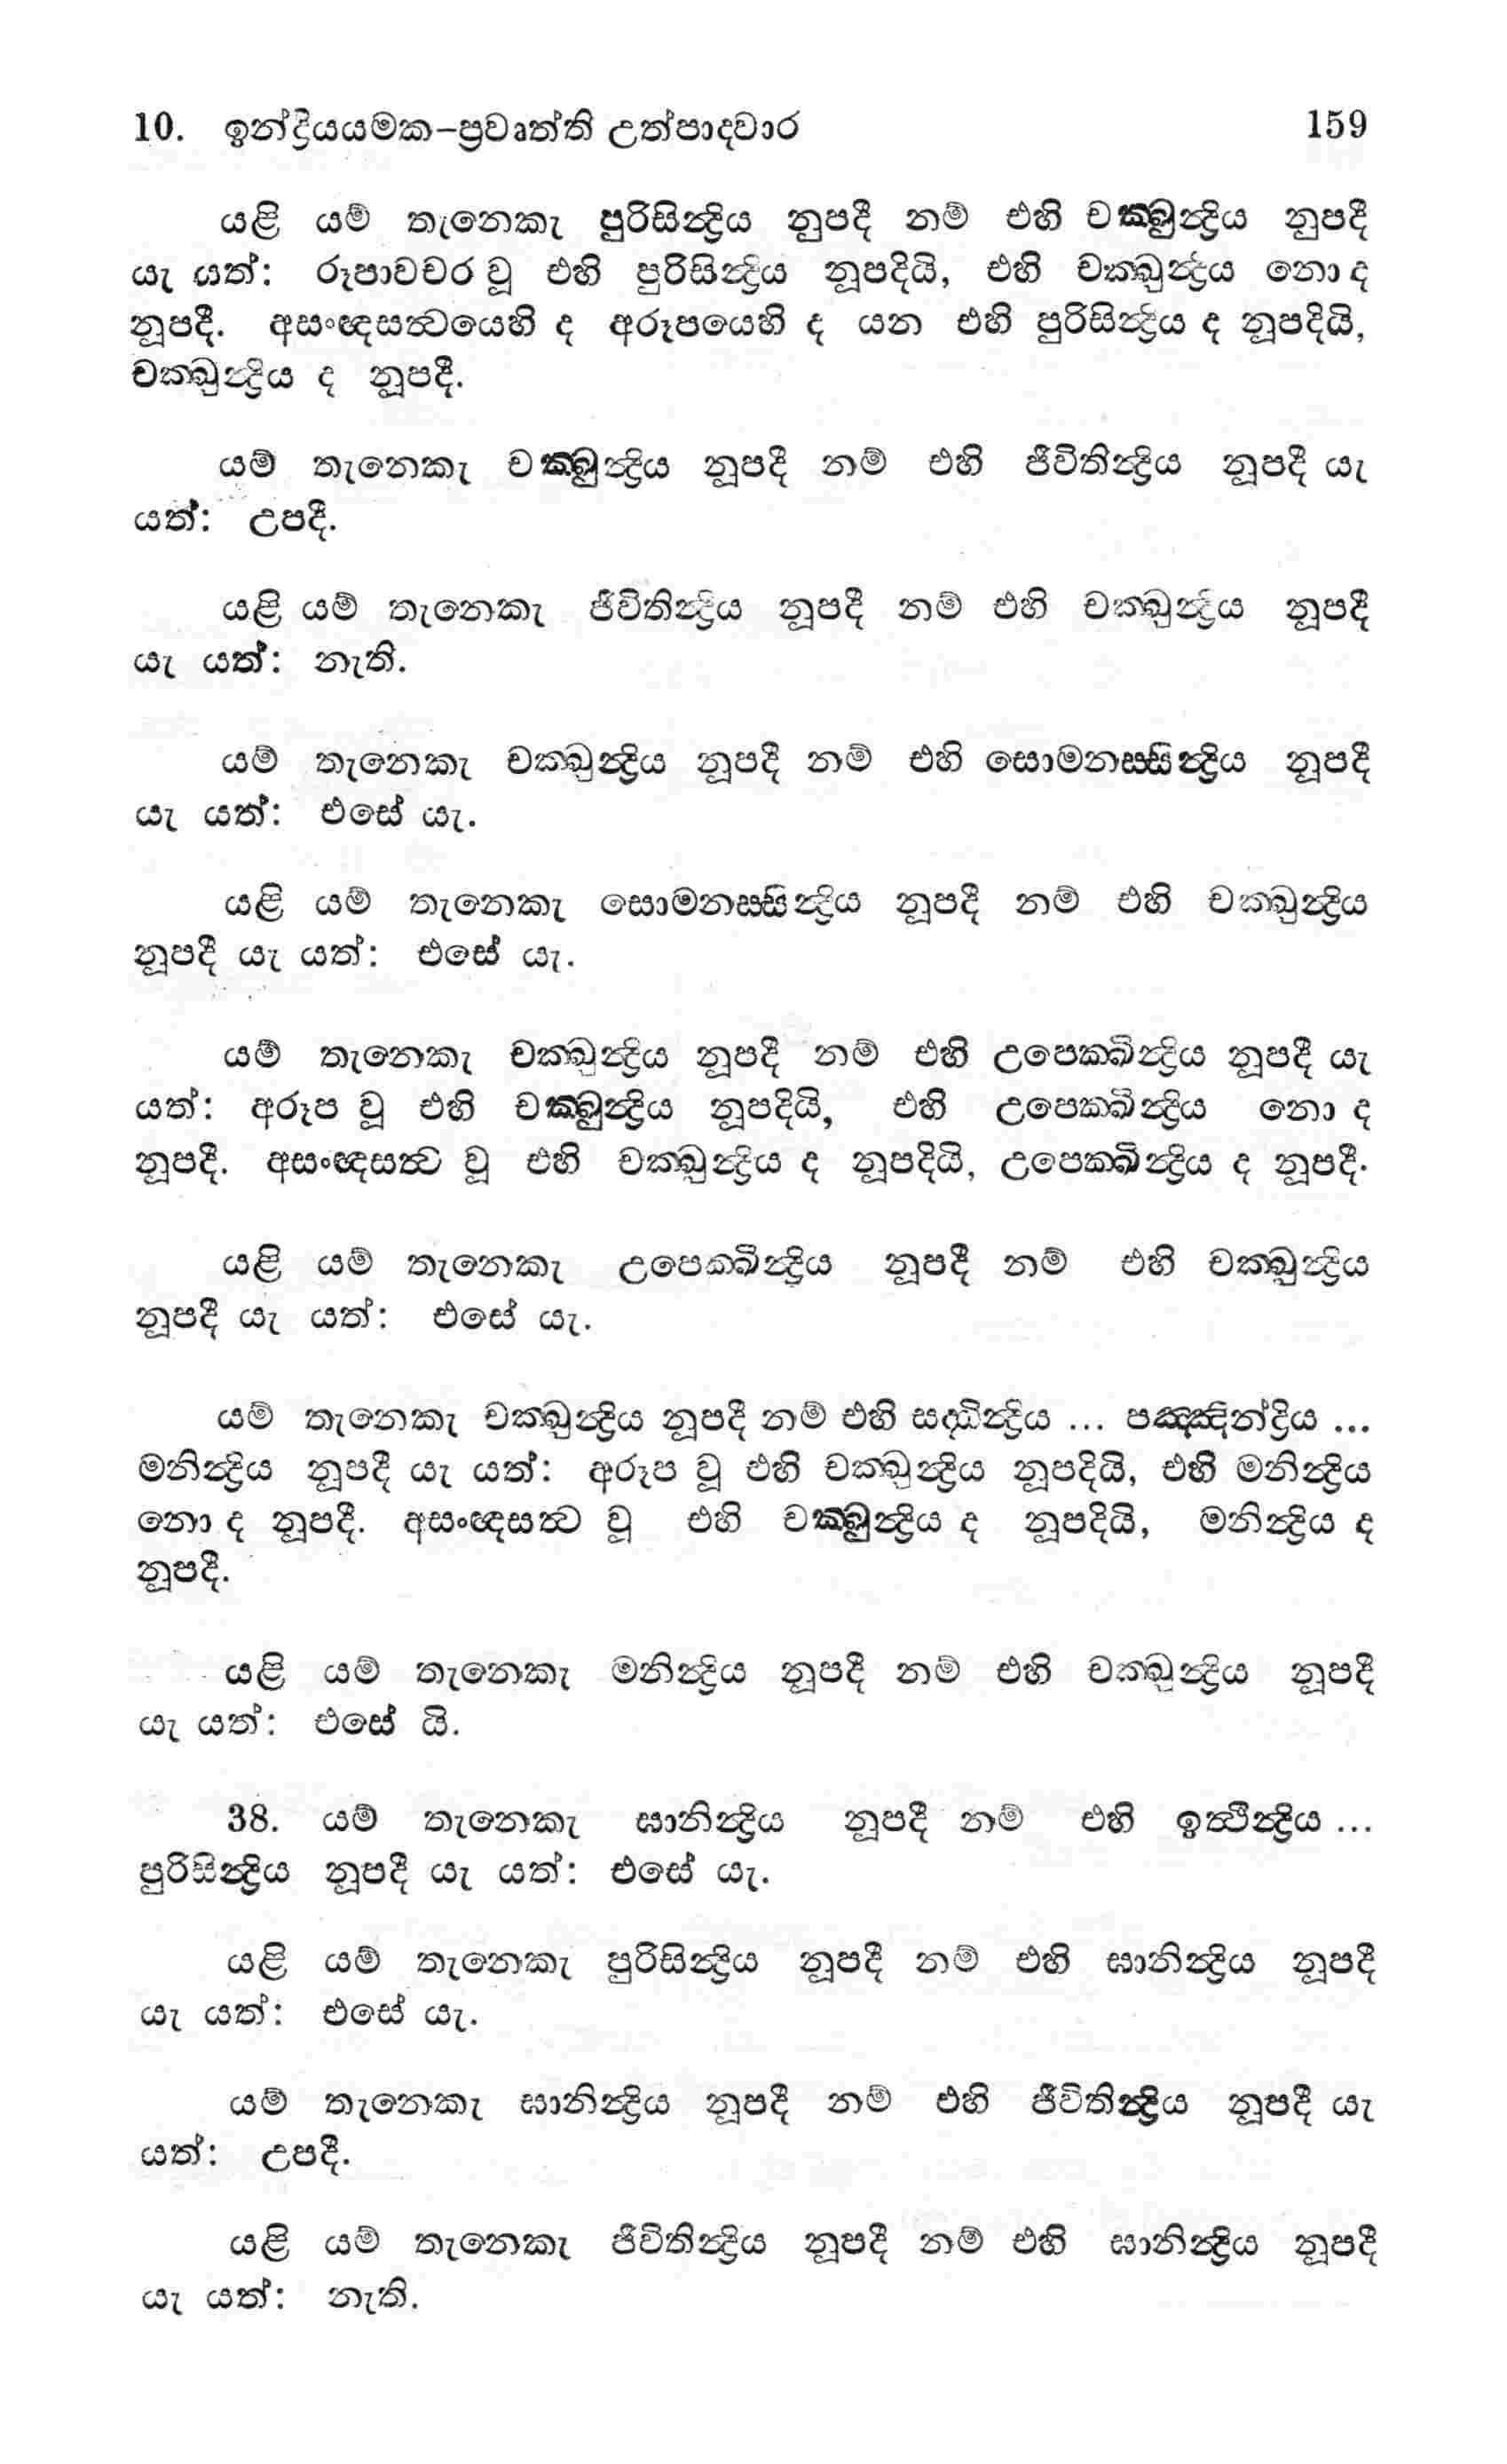 10. ඉන්ද්‍රියයමක-ප්‍රවෘත්ති උත්පාදවාර 159
යළි යම් තැනෙකැ පුරිසින්‍ද්‍රිය නුපදී නම් එහි චක්‍ඛුන්‍ද්‍රිය නුපදී
යැ යත්: රූපාවචර වූ එහි පුරිසින්‍ද්‍රිය නූපදියි, එහි චක්‍ඛුන්‍ද්‍රිය නො ද
නූපදී. අසංඥසත්‍වයෙහි ද අරූපයෙහි ද යන එහි පුරිසින්‍ද්‍රිය ද නූපදියි,
චක්‍ඛුන්‍ද්‍රිය ද නූපදී.
යම් තැනෙකැ චක්‍ඛුන්‍ද්‍රිය නූපදී නම් එහි ජීවිතින්‍ද්‍රිය නූපදී යැ
යත්: උපදී.
යළි යම් තැනෙකැ ජීවිතින්‍ද්‍රිය නූපදී නම් එහි චක්‍ඛුන්‍ද්‍රිය නූපදී
යැ යත්: නැති.
යම් තැනෙකැ චක්‍ඛුන්‍ද්‍රිය නූපදී නම් එහි සොමනස්සින්‍ද්‍රිය නූපදී
යැ යත්: එසේ යැ.
යළි යම් තැනෙකැ සොමනස්සින්‍ද්‍රිය නූපදී නම් එහි චක්‍ඛුන්‍ද්‍රිය
නූපදී යැ යත්: එසේ යැ.
යම් තැනෙකැ චක්‍ඛුන්‍ද්‍රිය නූපදී නම් එහි උපෙක්‍ඛින්‍ද්‍රිය නූපදී යැ
යත්: අරූප වූ එහි චක්‍ඛුන්‍ද්‍රිය නූපදියි, එහි උපෙක්‍ඛින්‍ද්‍රිය නො ද
නූපදී. අසංඥසත්‍ව වූ එහි චක්‍ඛුන්‍ද්‍රිය ද නූපදියි, උපෙක්‍ඛින්‍ද්‍රිය ද නූපදී.
යළි යම් තැනෙකැ උපෙක්‍ඛින්‍ද්‍රිය නූපදී නම් එහි චක්‍ඛුන්‍ද්‍රිය
නූපදී යැ යත්: එසේ යැ.
යම් තැනෙකැ චක්‍ඛුන්‍ද්‍රිය නූපදී නම් එහි සද්‍ධින්‍ද්‍රිය ... පඤ්ඤින්ද්‍රිය ...
මනින්‍ද්‍රිය නූපදී යැ යත්: අරූප වූ එහි චක්‍ඛුන්‍ද්‍රිය නූපදියි, එහි මනින්‍ද්‍රිය
නො ද නූපදී. අසංඥසත්‍ව වූ එහි චක්‍ඛුන්‍ද්‍රිය ද නූපදියි, මනින්‍ද්‍රිය ද
නූපදී.
යළි යම් තැනෙකැ මනින්‍ද්‍රිය නූපදී නම් එහි චක්‍ඛුන්‍ද්‍රිය නූපදී
යැ යත්: එසේ යි.
38. යම් තැනෙකැ ඝානින්‍ද්‍රිය නූපදී නම් එහි ඉත්‍ථින්‍ද්‍රිය ...
පුරිසින්‍ද්‍රිය නූපදී යැ යත්: එසේ යැ.
යළි යම් තැනෙකැ පුරිසින්‍ද්‍රිය නූපදී නම් එහි ඝානින්‍ද්‍රිය නූපදී
යැ යත්: එසේ යැ.
යම් තැනෙකැ ඝානින්‍ද්‍රිය නූපදී නම් එහි ජීවිතින්‍ද්‍රිය නූපදී යැ
යත්: උපදී.
යළි යම් තැනෙකැ ජීවිතින්‍ද්‍රිය නූපදී නම් එහි ඝානින්‍ද්‍රිය නූපදී
යැ යත්: නැති.